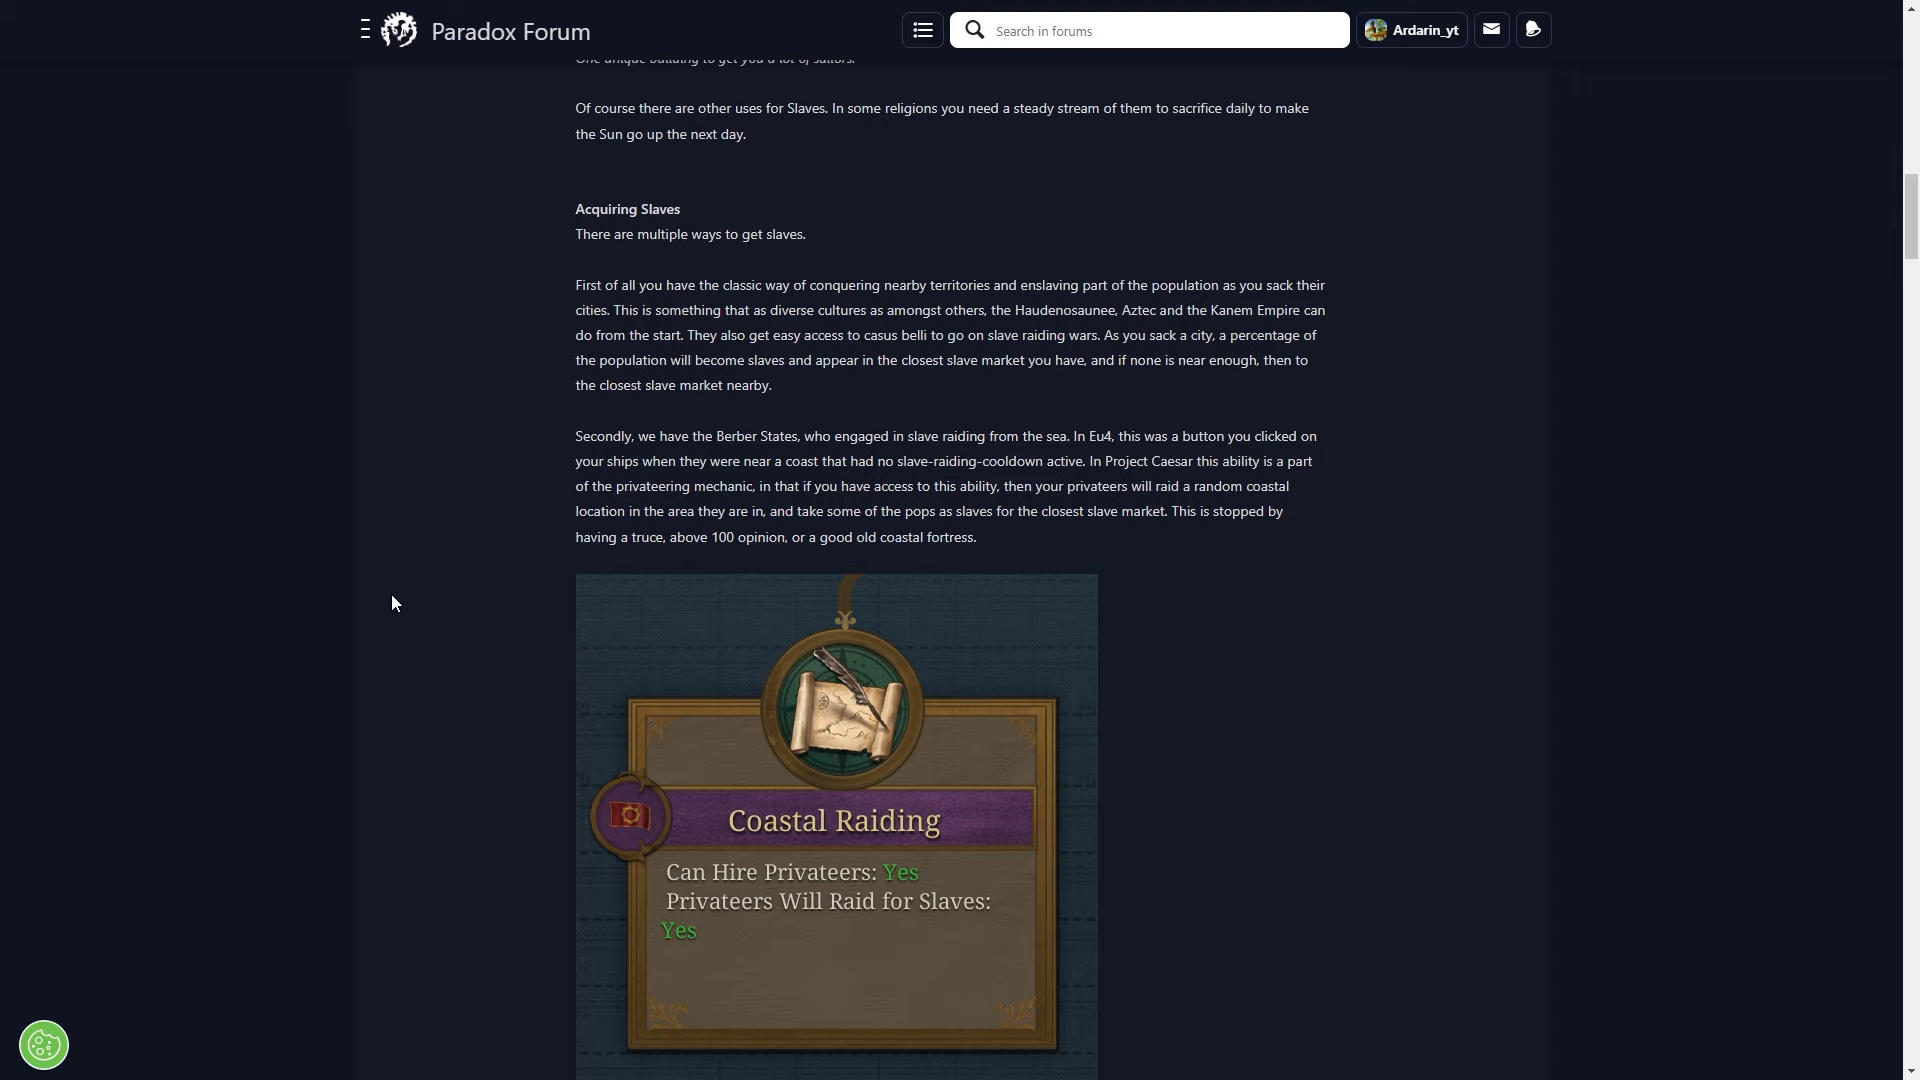 Paradox Forum
Search in forums
Ardarin_yt
One unique building to get you a lot of sailors.
Of course there are other uses for Slaves. In some religions you need a steady stream of them to sacrifice daily to make
the Sun go up the next day.
Acquiring Slaves
There are multiple ways to get slaves.
First of all you have the classic way of conquering nearby territories and enslaving part of the population as you sack their
cities. This is something that as diverse cultures as amongst others, the Haudenosaunee, Aztec and the Kanem Empire can
do from the start. They also get easy access to casus belli to go on slave raiding wars. As you sack a city, a percentage of
the population will become slaves and appear in the closest slave market you have, and if none is near enough, then to
the closest slave market nearby.
Secondly, we have the Berber States, who engaged in slave raiding from the sea. In Eu4, this was a button you clicked on
your ships when they were near a coast that had no slave-raiding-cooldown active. In Project Caesar this ability is a part
of the privateering mechanic, in that if you have access to this ability, then your privateers will raid a random coastal
location in the area they are in, and take some of the pops as slaves for the closest slave market. This is stopped by
having a truce, above 100 opinion, or a good old coastal fortress.
Coastal Raiding
Can Hire Privateers: Yes
Privateers Will Raid for Slaves:
Yes